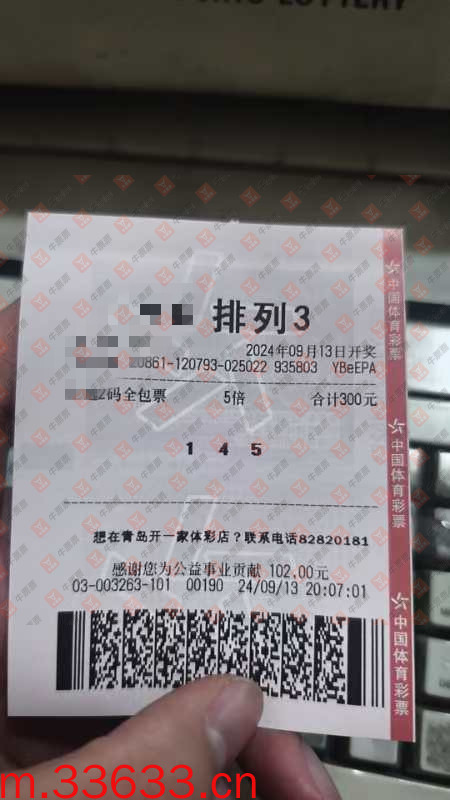 LOTTERY
排列3
2024年09月13日开奖
0861-120793-025022 935803 YBeEPA
2码全包票 5倍 合计300元
1 4 5
想在青岛开一家体彩店？联系电话82820181
感谢您为公益事业贡献 102.00元
03-003263-101 00190 24/09/13 20:07:01
中国体育彩票
中国体育彩票
中国体育彩票
m.33633.cn